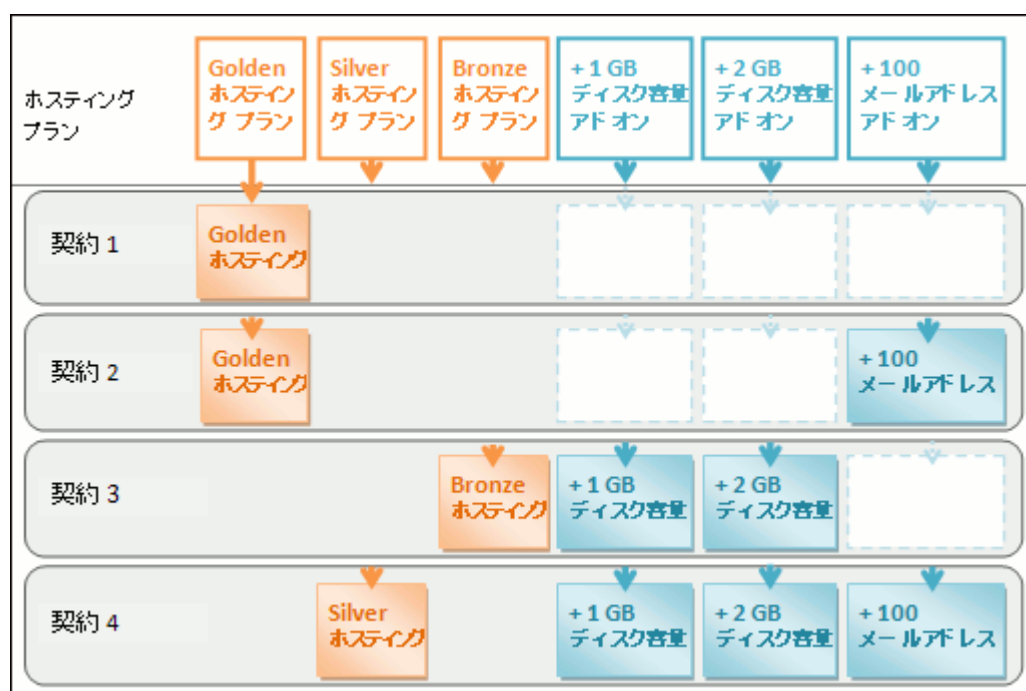 ホスティング
プラン
Golden
ホスティン
グ プラン
Silver
ホスティン
グ プラン
Bronze
ホスティン
グ プラン
+ 1 GB
ディスク容量
アド オン
+ 2 GB
ディスク容量
アド オン
+ 100
メールアドレス
アド オン
契約 1
Golden
ホスティング
契約 2
Golden
ホスティング
+ 100
メールアドレス
契約 3
Bronze
ホスティング
+ 1 GB
ディスク容量
+ 2 GB
ディスク容量
契約 4
Silver
ホスティング
+ 1 GB
ディスク容量
+ 2 GB
ディスク容量
+ 100
メールアドレス